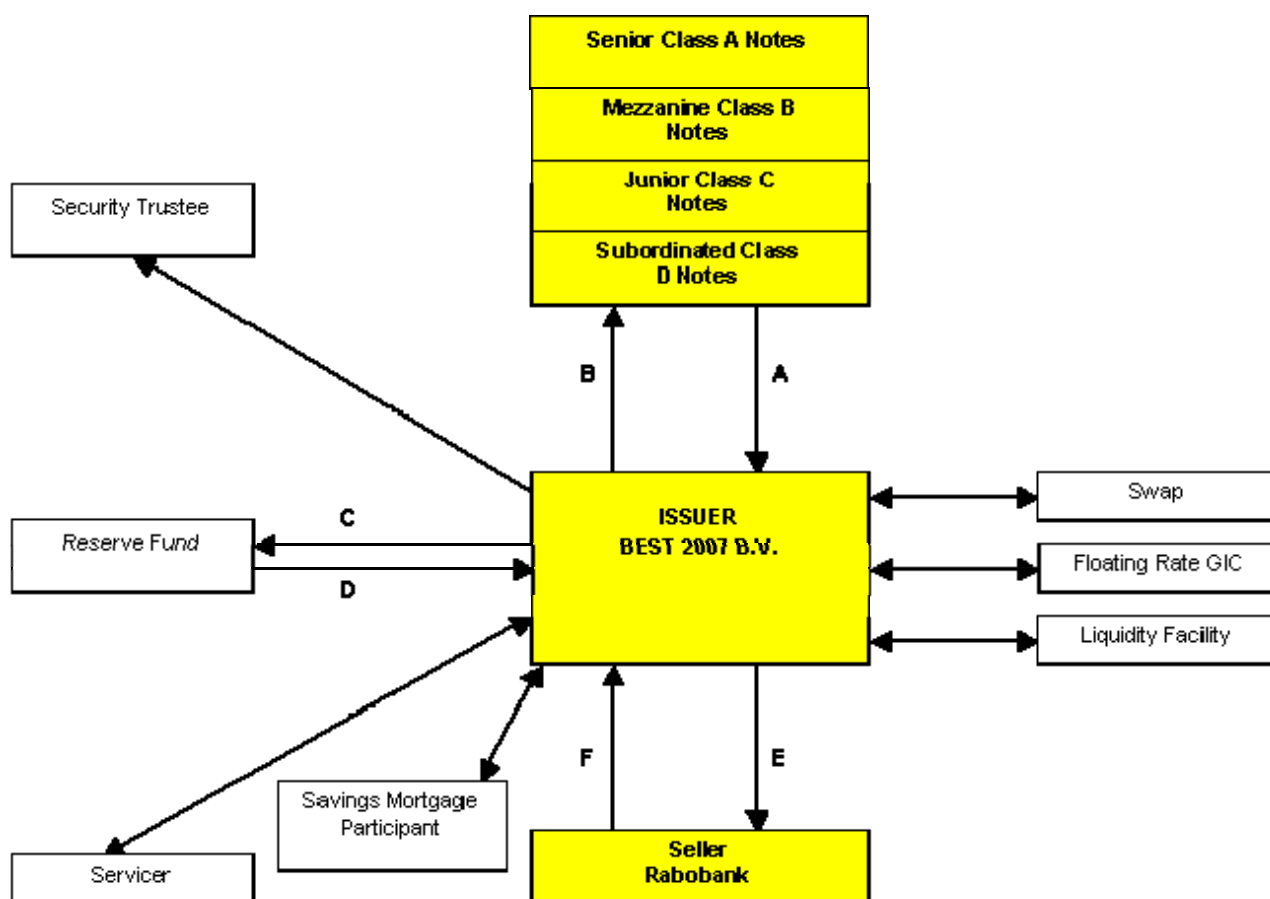 Senior Class A Notes
Mezzanine Class B
Notes
Junior Class C
Notes
Subordinated Class
D Notes
Security Trustee
B
A
ISSUER
BEST 2007 B.V.
Swap
C
Reserve Fund
D
Floating Rate GIC
Liquidity Facility
F
E
Savings Mortgage
Participant
Servicer
Seller
Rabobank